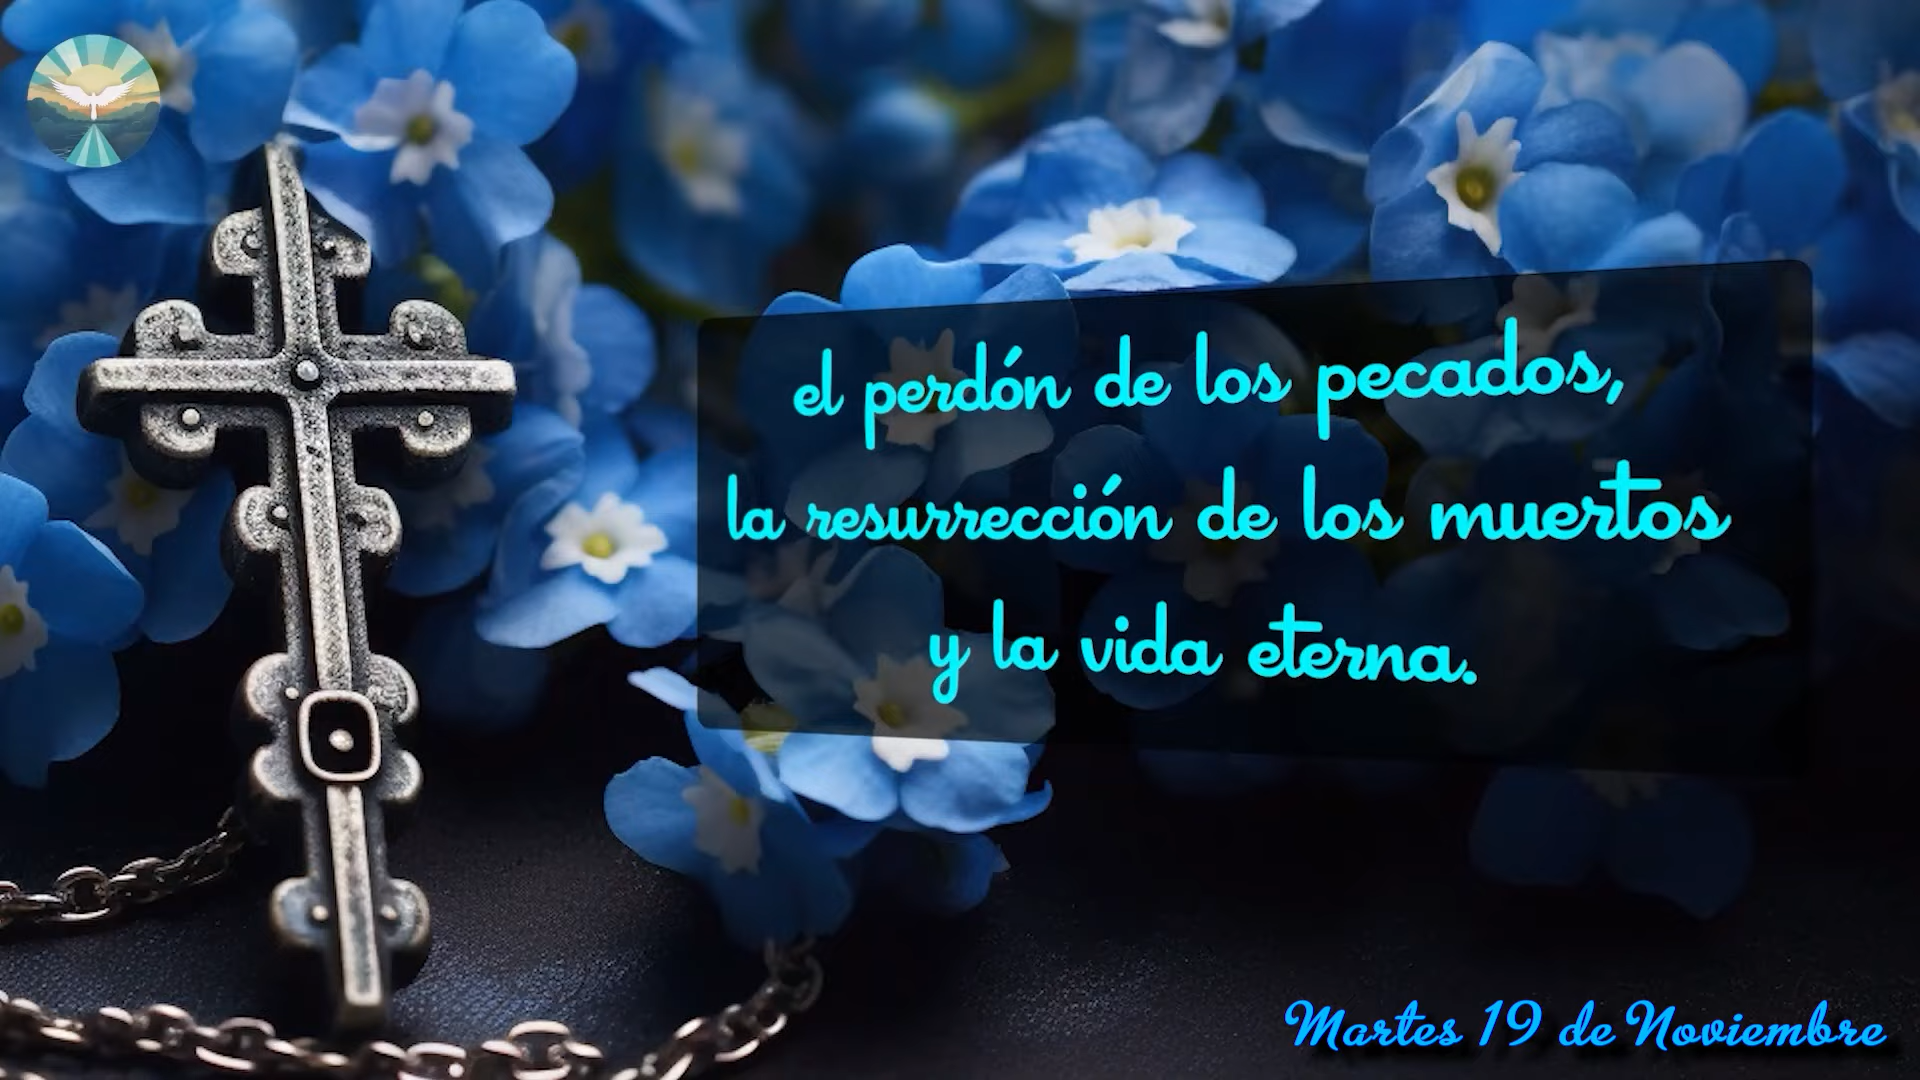 el perdón de los pecados,
la resurrección de los muertos
y la vida eterna.
Martes 19 de Noviembre